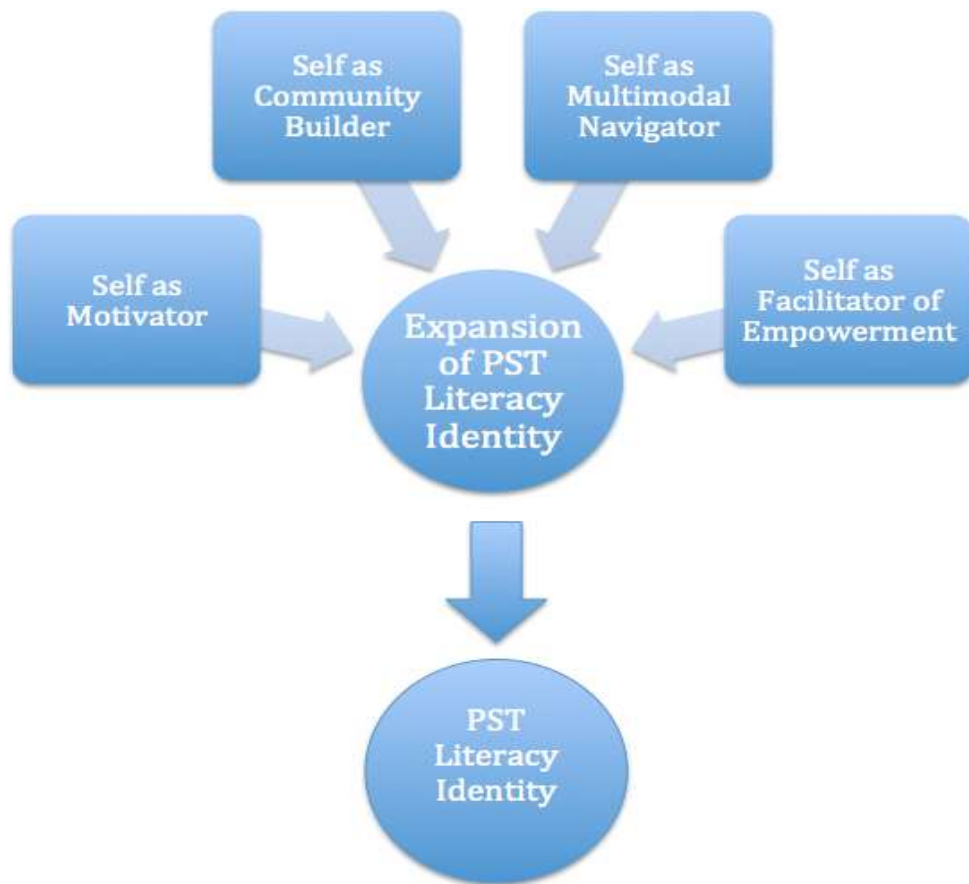 Self as
Community
Builder
Self as
Multimodal
Navigator
Self as
Motivator
Self as
Facilitator of
Empowerment
Expansion
of PST
Literacy
Identity
PST
Literacy
Identity